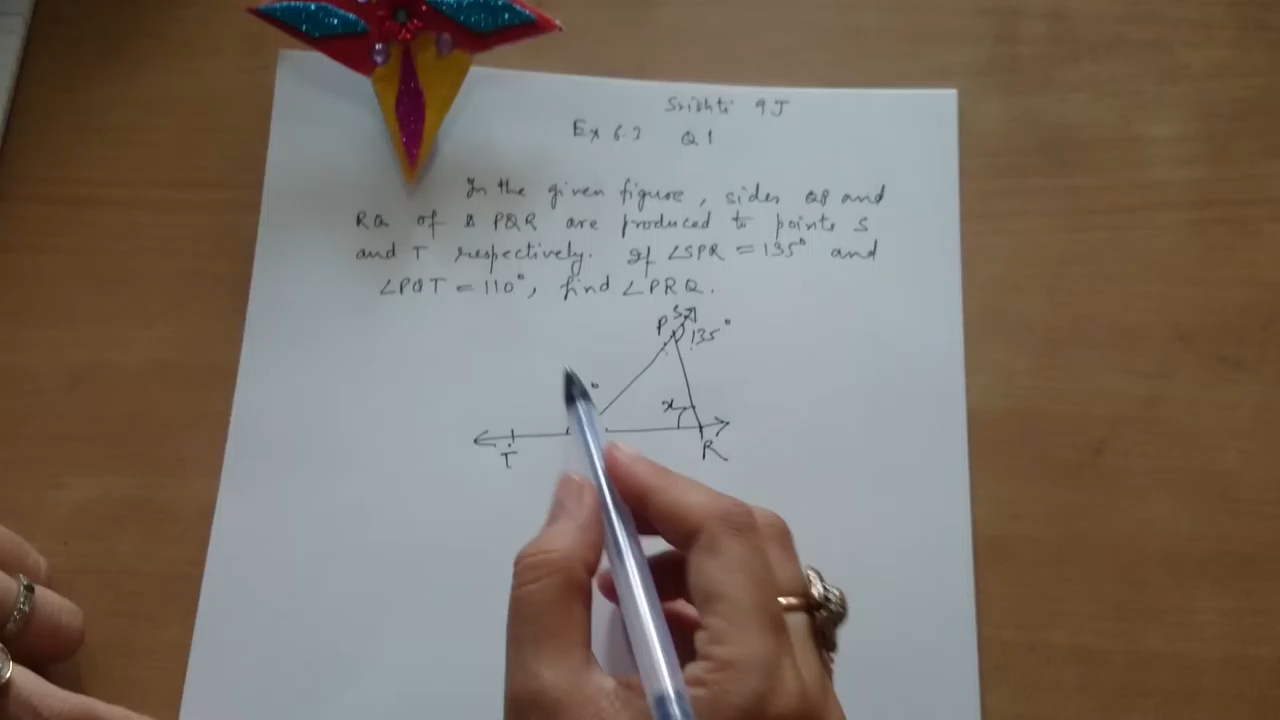 Srishti 9J
Ex 6.2 Q1
In the given figure, sides QP and
RQ of Δ PQR are produced to points S
and T respectively. If ∠SPR = 135° and
∠PQT = 110°, find ∠PRQ.
S
P 135°
°
x
T R